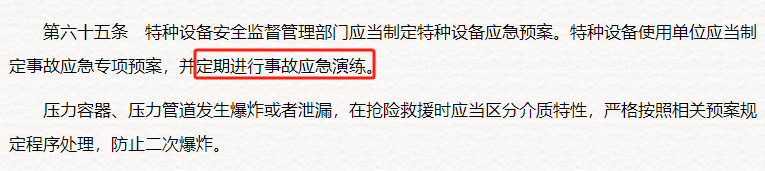 第六十五条　特种设备安全监督管理部门应当制定特种设备应急预案。特种设备使用单位应当制
定事故应急专项预案，并定期进行事故应急演练。
压力容器、压力管道发生爆炸或者泄漏，在抢险救援时应当区分介质特性，严格按照相关预案规
定程序处理，防止二次爆炸。